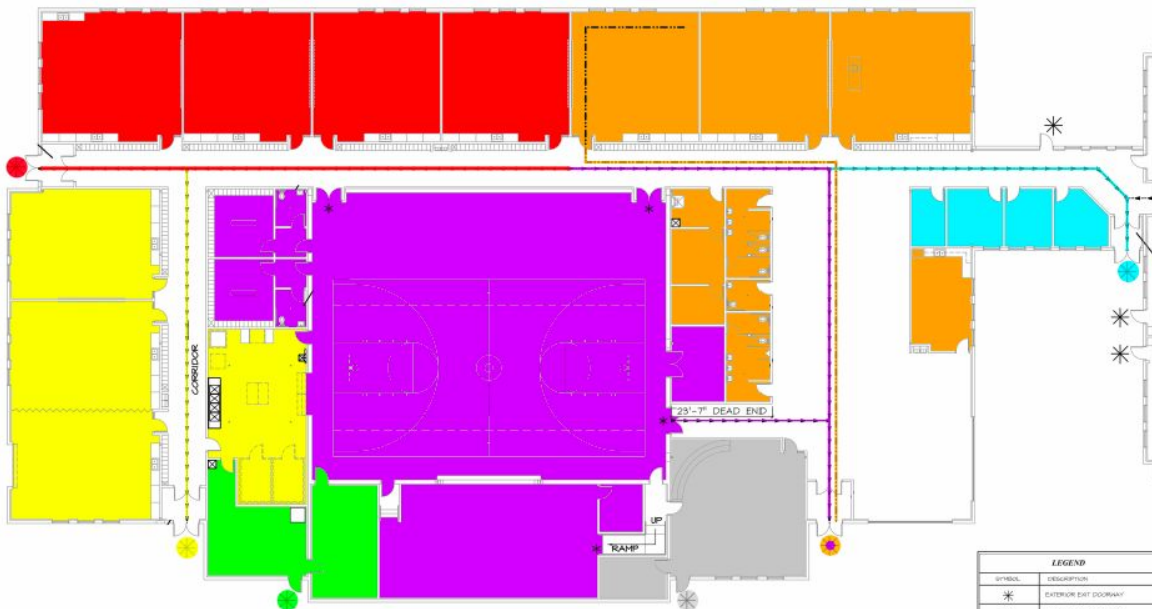 CORRIDOR
23'-7" DEAD END
UP
RAMP
LEGEND
SYMBOL DESCRIPTION
EXTERIOR EXIT DOORWAY